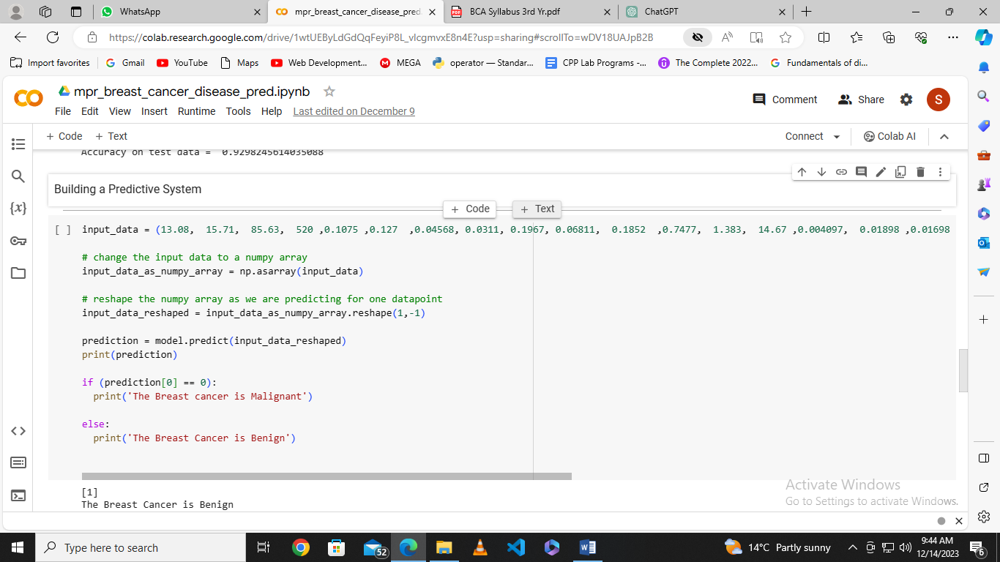 WhatsApp
mpr_breast_cancer_disease_pred.
BCA Syllabus 3rd Yr.pdf
ChatGPT
https://colab.research.google.com/drive/1wtUEByLdGdQqFeyiP8L_vlcgmvxE8n4E?usp=sharing#scrollTo=wDV18UAJpB2B
Import favorites
Gmail
YouTube
Maps
Web Development...
MEGA
operator — Standar...
CPP Lab Programs -...
The Complete 2022...
Fundamentals of di...
CO
mpr_breast_cancer_disease_pred.ipynb
Comment
Share
S
File Edit View Insert Runtime Tools Help Last edited on December 9
+ Code + Text
Connect
Colab AI
Accuracy on test data = 0.9298245614035088
Building a Predictive System
+ Code
+ Text
[ ] input_data = (13.08, 15.71, 85.63, 520 ,0.1075 ,0.127 ,0.04568, 0.0311, 0.1967, 0.06811, 0.1852 ,0.7477, 1.383, 14.67 ,0.004097, 0.01898 ,0.01698
# change the input data to a numpy array
input_data_as_numpy_array = np.asarray(input_data)
# reshape the numpy array as we are predicting for one datapoint
input_data_reshaped = input_data_as_numpy_array.reshape(1,-1)
prediction = model.predict(input_data_reshaped)
print(prediction)
if (prediction[0] == 0):
print('The Breast cancer is Malignant')
else:
print('The Breast Cancer is Benign')
[1]
The Breast Cancer is Benign
Activate Windows
Go to Settings to activate Windows.
Type here to search
52
14°C Partly sunny
9:44 AM
12/14/2023
6